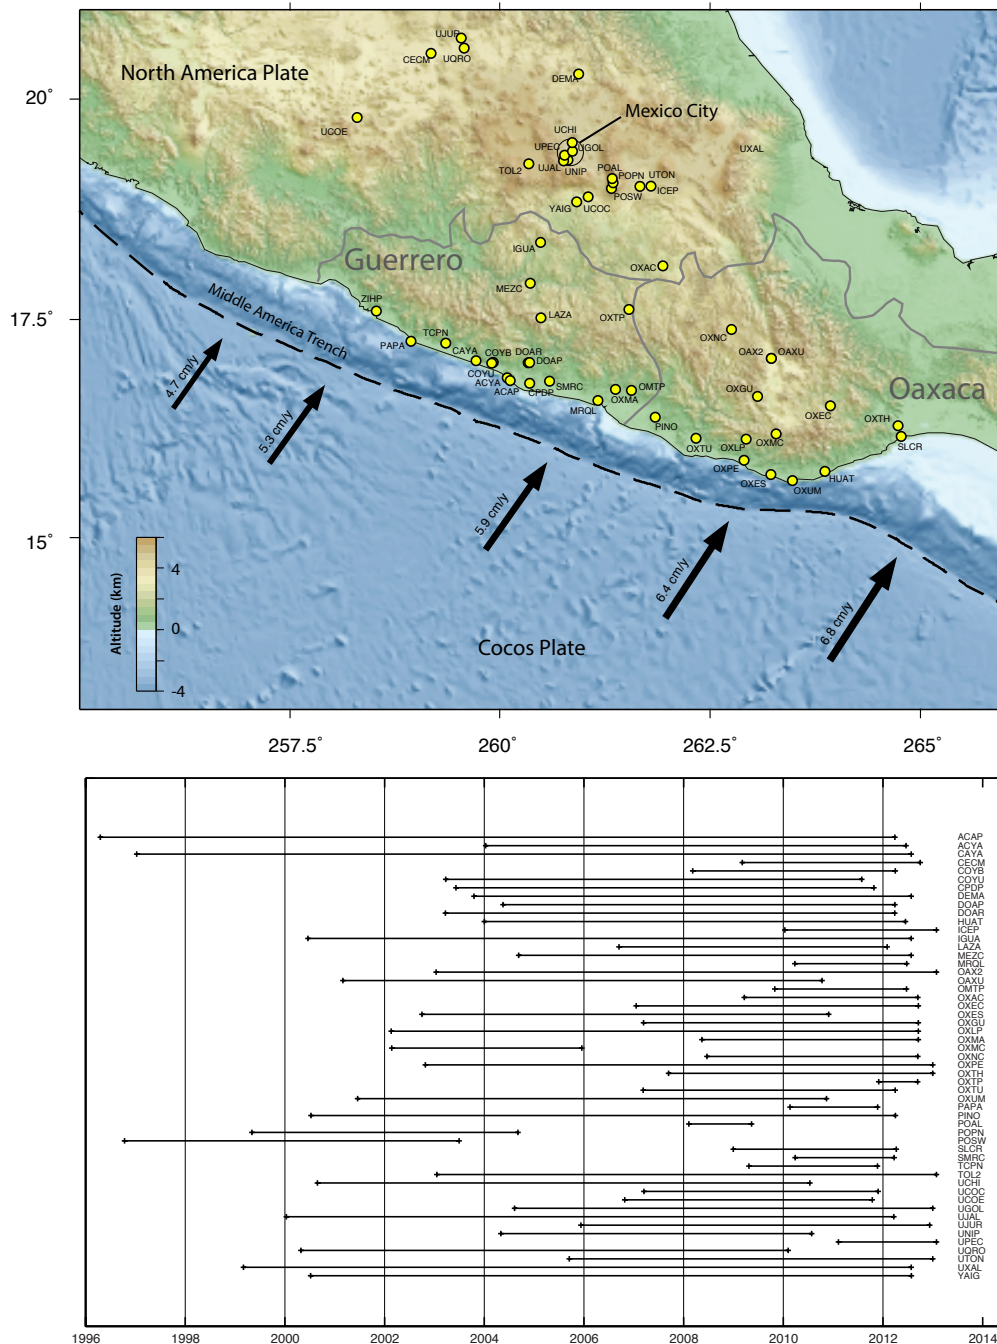 UJUR
UQRO
CECM
North America Plate
DEMA
20°
Mexico City
UCOE
UCHI
UPEC
UGOL
UXAL
TOL2
UJAL
UNIP
POAL
POPN
UTON
POSW
ICEP
YAIG
UCOC
IGUA
Guerrero
OXAC
MEZC
ZIHP
Middle America Trench
17.5°
LAZA
OXTP
OXNC
TCPN
PAPA
CAYA
COYB
DOAR
DOAP
OAX2
OAXU
COYU
ACYA
ACAP
CPDP
SMRC
OMTP
OXMA
OXGU
Oaxaca
MRQL
OXEC
PINO
OXTH
SLCR
OXTU
OXLP
OXMC
OXPE
OXES
HUAT
OXUM
4.7 cm/y
5.3 cm/y
5.9 cm/y
6.4 cm/y
6.8 cm/y
15°
Altitude (km)
4
0
-4
Cocos Plate
257.5°
260°
262.5°
265°
ACAP
ACYA
CAYA
CECM
COYB
COYU
CPDP
DEMA
DOAP
DOAR
HUAT
ICEP
IGUA
LAZA
MEZC
MRQL
OAX2
OAXU
OMTP
OXAC
OXEC
OXES
OXGU
OXLP
OXMA
OXMC
OXNC
OXPE
OXTH
OXTP
OXTU
OXUM
PAPA
PINO
POAL
POPN
POSW
SLCR
SMRC
TCPN
TOL2
UCHI
UCOC
UCOE
UGOL
UJAL
UJUR
UNIP
UPEC
UQRO
UTON
UXAL
YAIG
1996
1998
2000
2002
2004
2006
2008
2010
2012
2014